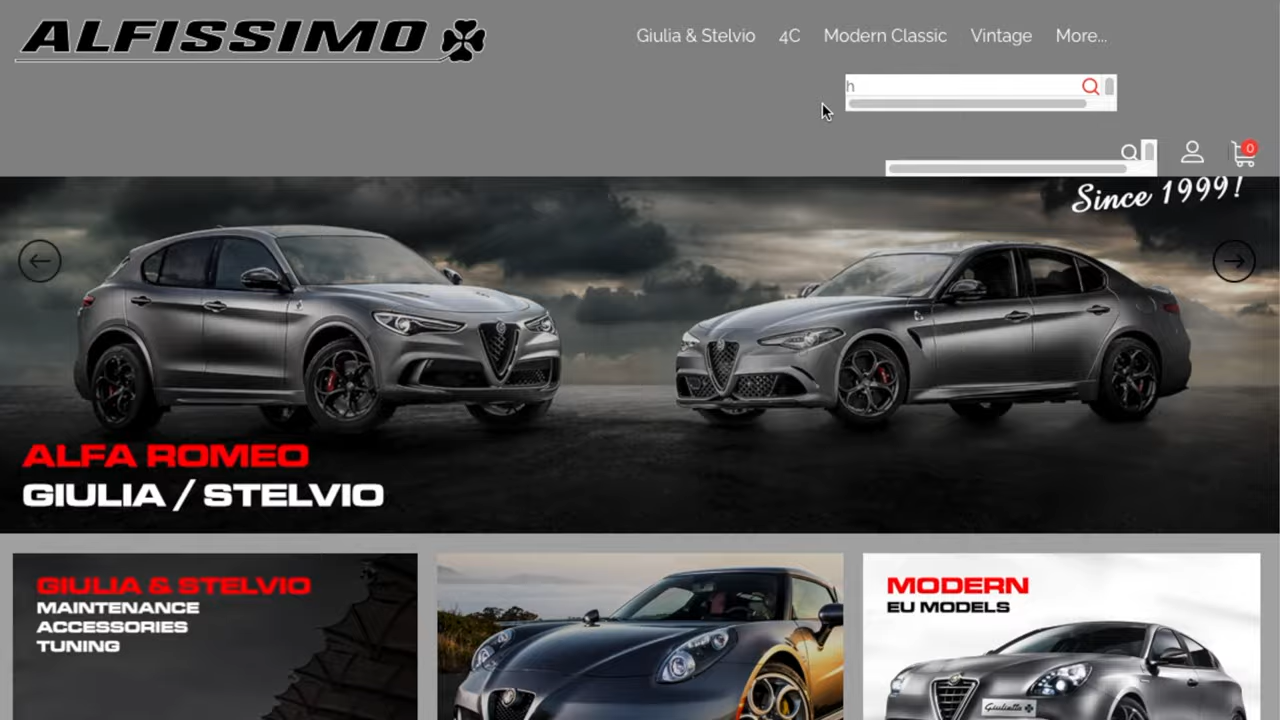 ALFISSIMO
Giulia & Stelvio 4C Modern Classic Vintage More...
h
0
Since 1999!
ALFA ROMEO
GIULIA / STELVIO
GIULIA & STELVIO
MAINTENANCE
ACCESSORIES
TUNING
MODERN
EU MODELS
Giulietta